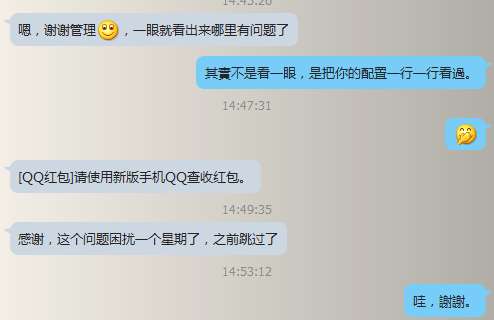 嗯，谢谢管理，一眼就看出来哪里有问题了
其實不是看一眼，是把你的配置一行一行看過。
14:47:31
[QQ红包]请使用新版手机QQ查收红包。
14:49:35
感谢，这个问题困扰一个星期了，之前跳过了
14:53:12
哇，謝謝。